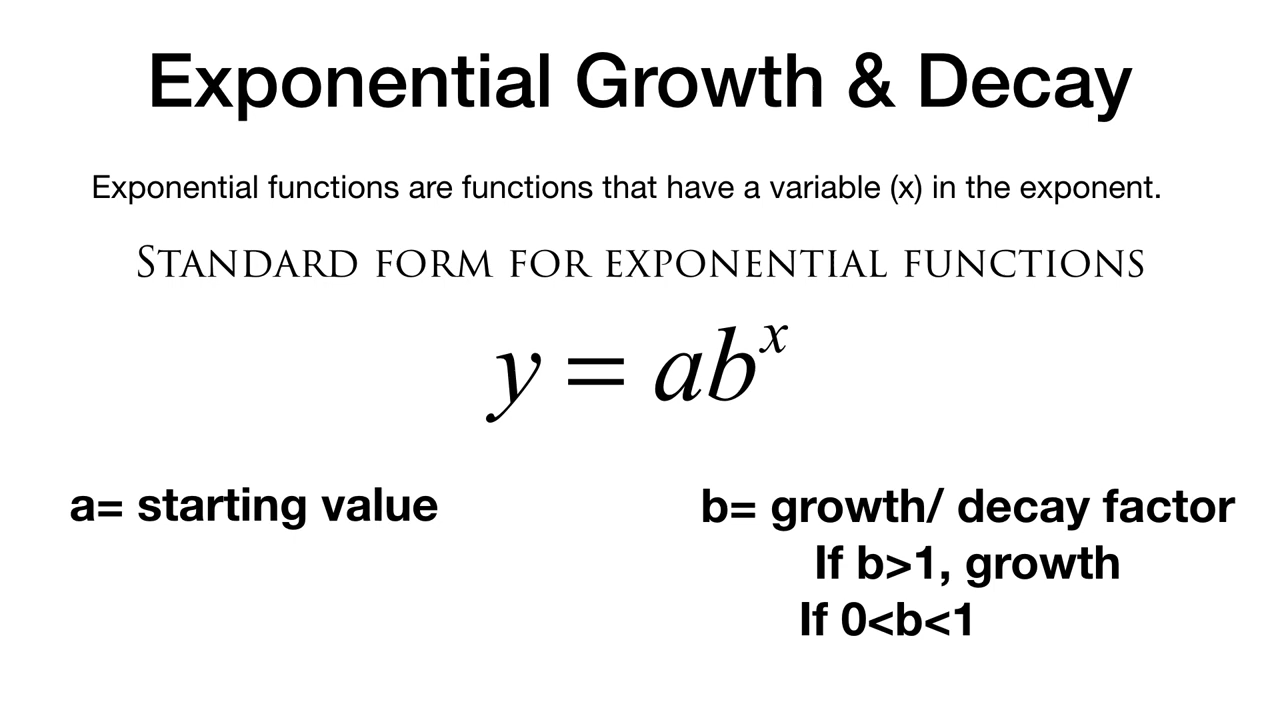 Exponential Growth & Decay
Exponential functions are functions that have a variable (x) in the exponent.
STANDARD FORM FOR EXPONENTIAL FUNCTIONS
y = abˣ
a= starting value
b= growth/ decay factor
If b>1, growth
If 0<b<1